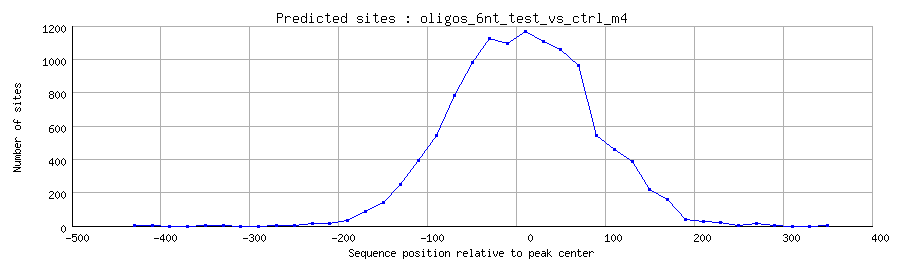 Predicted sites : oligos_6nt_test_vs_ctrl_m4
1200
1000
800
600
400
200
0
Number of sites
-500 -400 -300 -200 -100 0 100 200 300 400
Sequence position relative to peak center